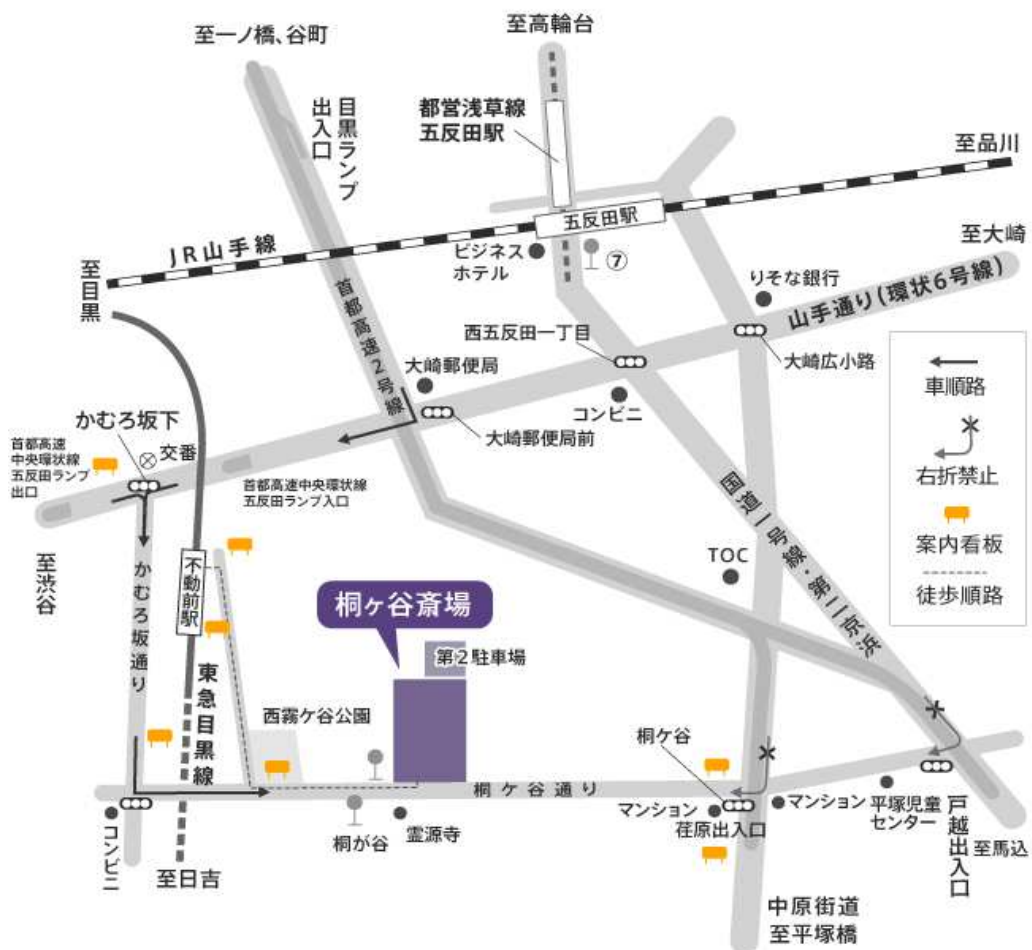 至一ノ橋、谷町
至高輪台
目黒ランプ
出入口
都営浅草線
五反田駅
至品川
五反田駅
JR山手線
ビジネス
ホテル
⑦
至大崎
至目黒
りそな銀行
山手通り(環状6号線)
首都高速2号線
西五反田一丁目
大崎郵便局
大崎広小路
コンビニ
大崎郵便局前
車順路
右折禁止
案内看板
徒歩順路
かむろ坂下
交番
首都高速
中央環状線
五反田ランプ
出口
首都高速中央環状線
五反田ランプ入口
国道一号線・第二京浜
至渋谷
TOC
不動前駅
かむろ坂通り
桐ヶ谷斎場
第2駐車場
東急目黒線
西霧ケ谷公園
桐ケ谷
桐ケ谷通り
マンション
荏原出入口
マンション
平塚児童
センター
戸越出入口
コンビニ
桐が谷
霊源寺
至馬込
至日吉
中原街道
至平塚橋